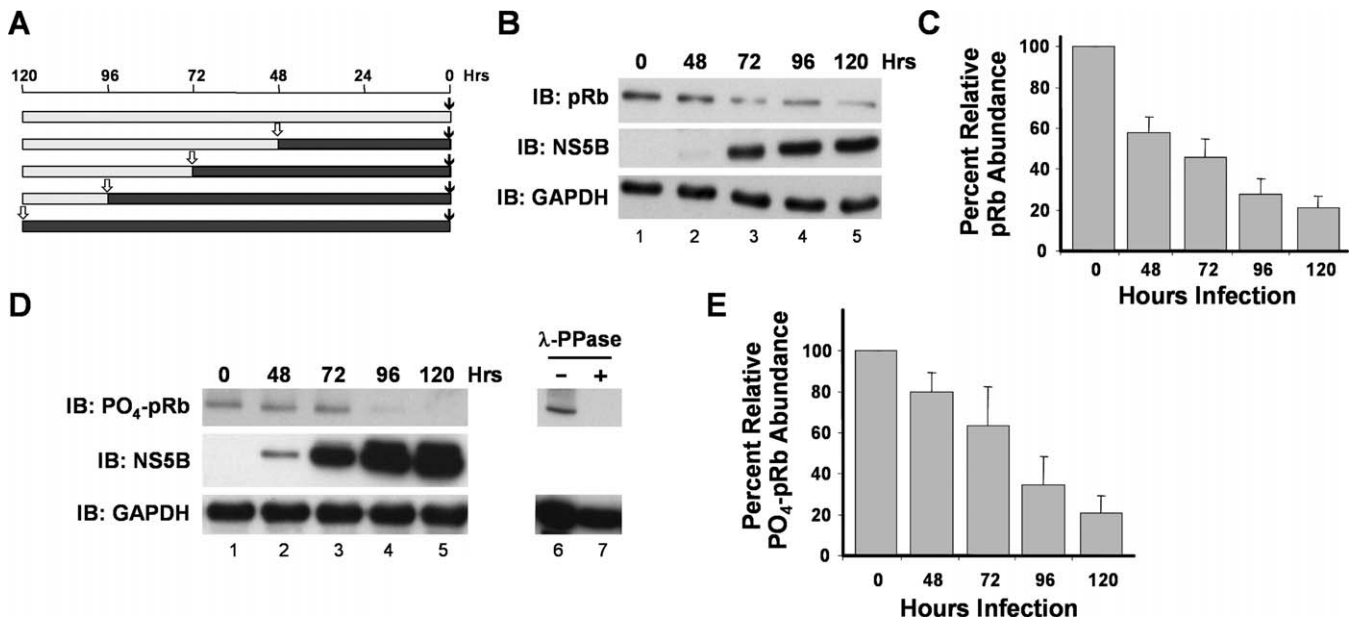 A
120 96 72 48 24 0 Hrs
B
0 48 72 96 120 Hrs
IB: pRb
IB: NS5B
IB: GAPDH
1 2 3 4 5
C
Percent Relative
pRb Abundance
100
80
60
40
20
0
0 48 72 96 120
Hours Infection
D
0 48 72 96 120 Hrs
IB: PO₄-pRb
IB: NS5B
IB: GAPDH
1 2 3 4 5
λ-PPase
– +
6 7
E
Percent Relative
PO₄-pRb Abundance
100
80
60
40
20
0
0 48 72 96 120
Hours Infection